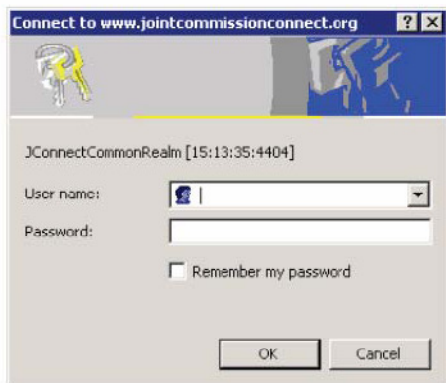 Connect to www.jointcommissionconnect.org
JConnectCommonRealm [15:13:35:4404]
User name:
Password:
Remember my password
OK Cancel